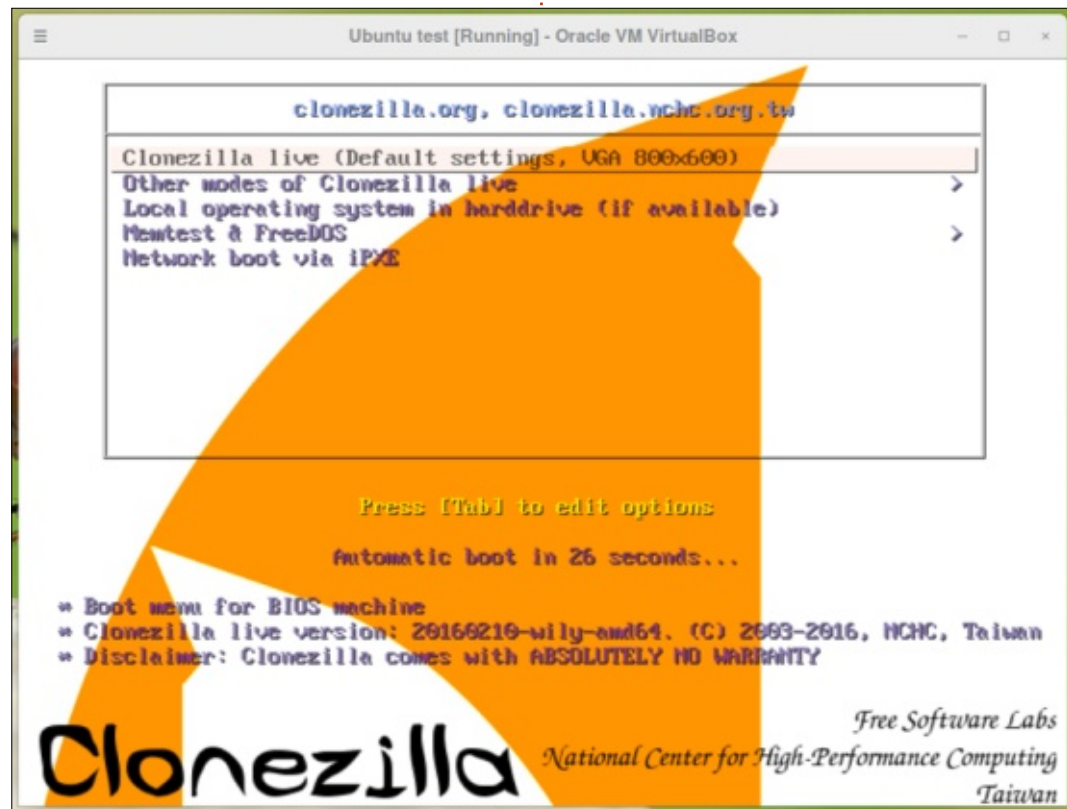 Ubuntu test [Running] - Oracle VM VirtualBox
clonezilla.org, clonezilla.nchc.org.tw
Clonezilla live (Default settings, VGA 800x600)
Other modes of Clonezilla live >
Local operating system in harddrive (if available)
Memtest & FreeDOS >
Network boot via iPXE
Press [Tab] to edit options
Automatic boot in 26 seconds...
* Boot menu for BIOS machine
* Clonezilla live version: 20160210-wily-amd64. (C) 2003-2016, NCHC, Taiwan
* Disclaimer: Clonezilla comes with ABSOLUTELY NO WARRANTY
Clonezilla
Free Software Labs
National Center for High-Performance Computing
Taiwan